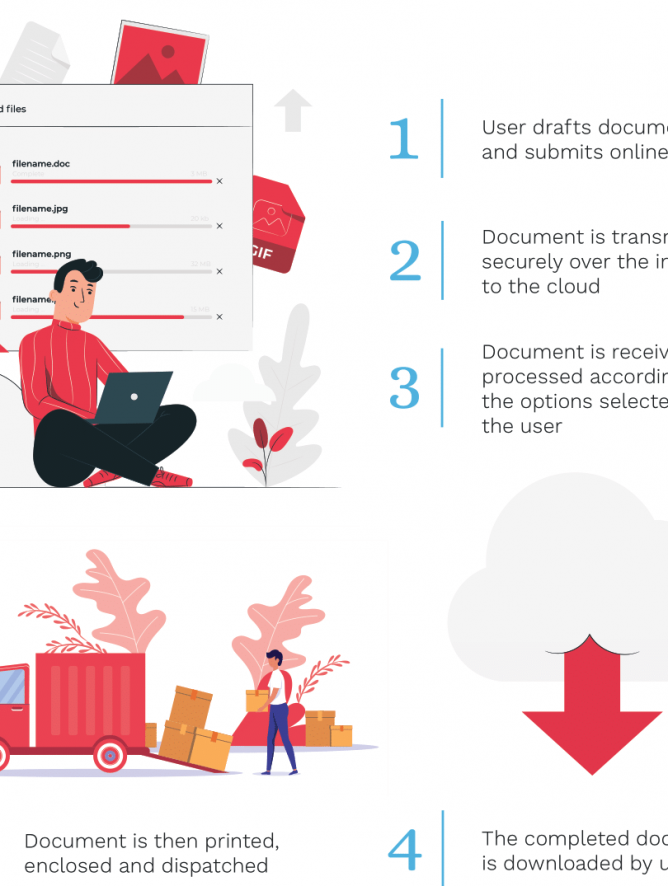 d files
filename.doc
filename.jpg
filename.png
filename.
GIF
1
User drafts docume
and submits online
2
Document is transm
securely over the in
to the cloud
3
Document is receiv
processed accordin
the options selecte
the user
Document is then printed,
enclosed and dispatched
4
The completed doc
is downloaded by u